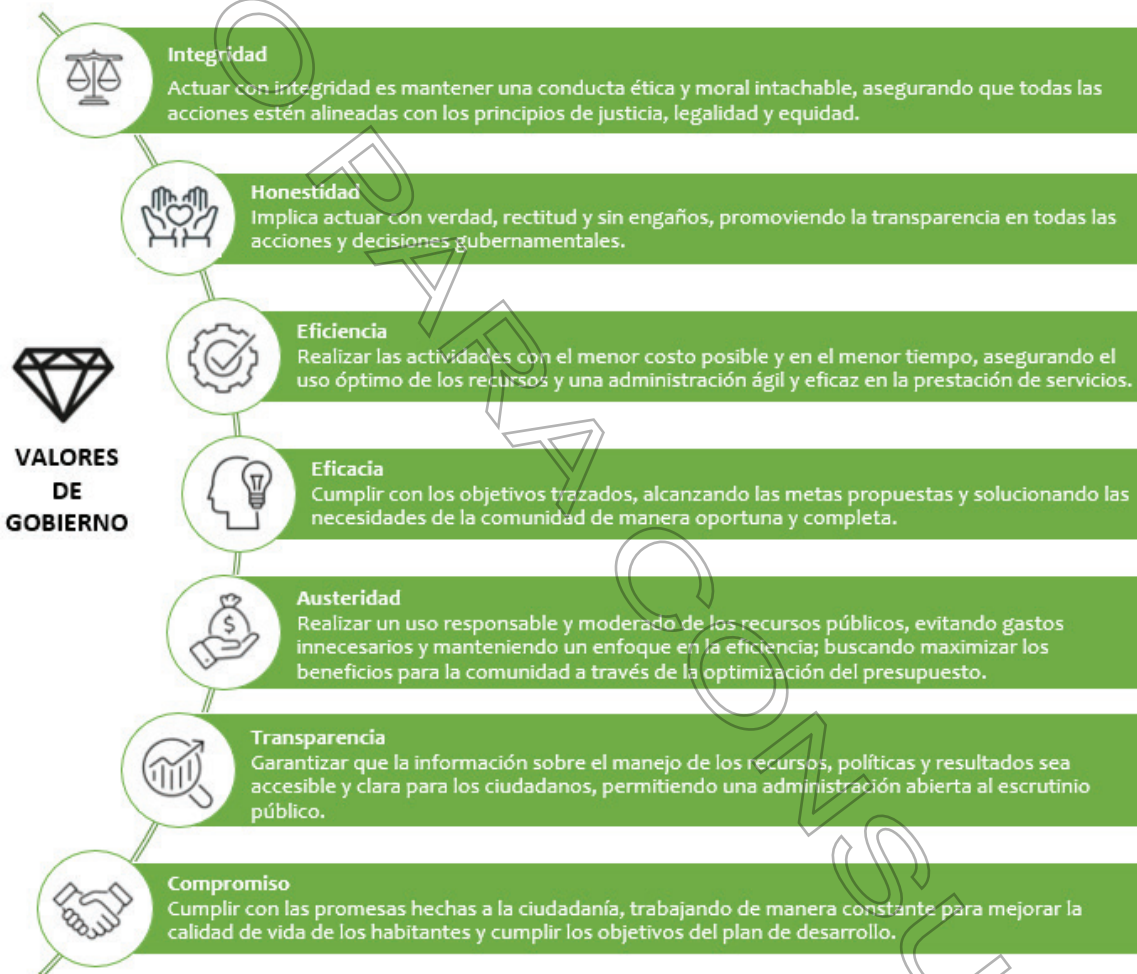 Integridad
Actuar con integridad es mantener una conducta ética y moral intachable, asegurando que todas las
acciones estén alineadas con los principios de justicia, legalidad y equidad.
Honestidad
Implica actuar con verdad, rectitud y sin engaños, promoviendo la transparencia en todas las
acciones y decisiones gubernamentales.
Eficiencia
Realizar las actividades con el menor costo posible y en el menor tiempo, asegurando el
uso óptimo de los recursos y una administración ágil y eficaz en la prestación de servicios.
VALORES
DE
GOBIERNO
Eficacia
Cumplir con los objetivos trazados, alcanzando las metas propuestas y solucionando las
necesidades de la comunidad de manera oportuna y completa.
Austeridad
Realizar un uso responsable y moderado de los recursos públicos, evitando gastos
innecesarios y manteniendo un enfoque en la eficiencia; buscando maximizar los
beneficios para la comunidad a través de la optimización del presupuesto.
$
Transparencia
Garantizar que la información sobre el manejo de los recursos, políticas y resultados sea
accesible y clara para los ciudadanos, permitiendo una administración abierta al escrutinio
público.
Compromiso
Cumplir con las promesas hechas a la ciudadanía, trabajando de manera constante para mejorar la
calidad de vida de los habitantes y cumplir los objetivos del plan de desarrollo.
O PARA CONSU